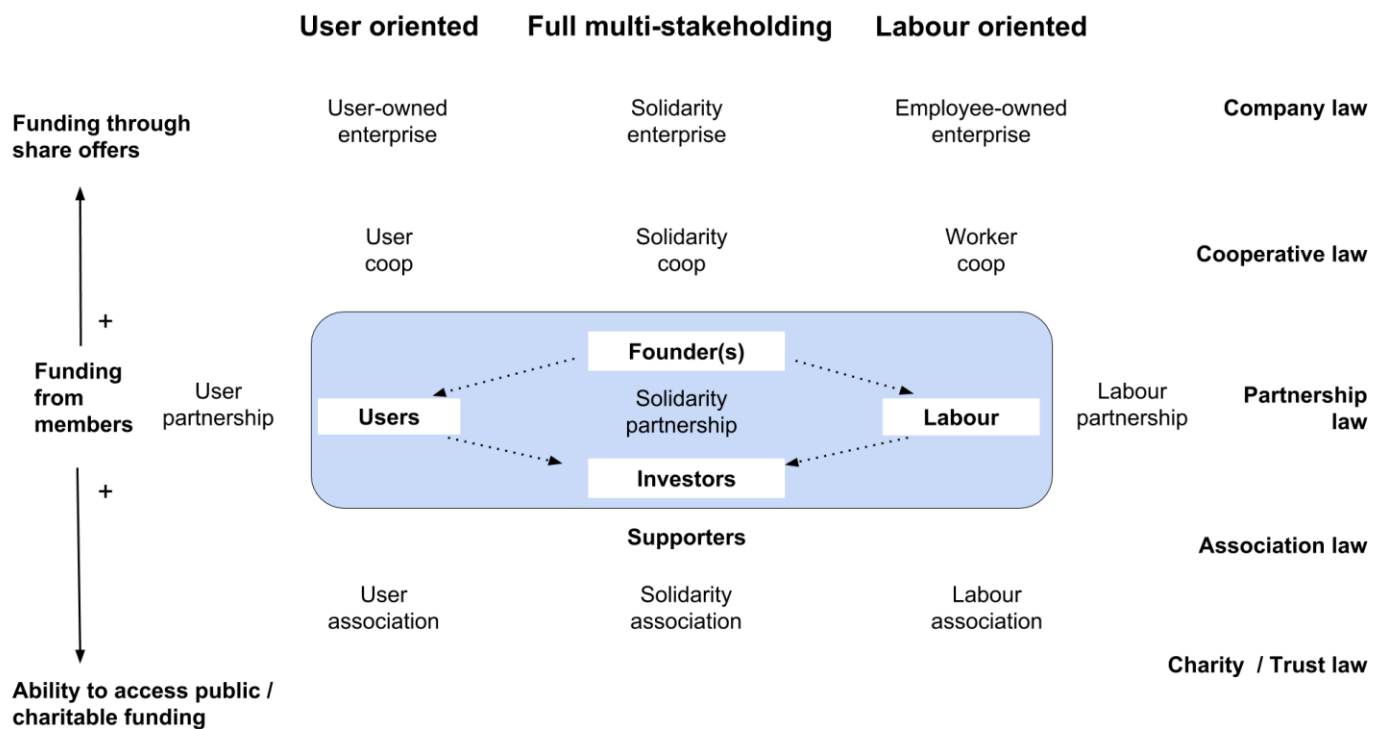 User oriented
Full multi-stakeholding
Labour oriented
Funding through
share offers
User-owned
enterprise
Solidarity
enterprise
Employee-owned
enterprise
Company law
User
coop
Solidarity
coop
Worker
coop
Cooperative law
+
Funding
from
members
+
User
partnership
Founder(s)
Users
Solidarity
partnership
Labour
Investors
Labour
partnership
Partnership
law
Supporters
Association law
User
association
Solidarity
association
Labour
association
Charity / Trust law
Ability to access public /
charitable funding